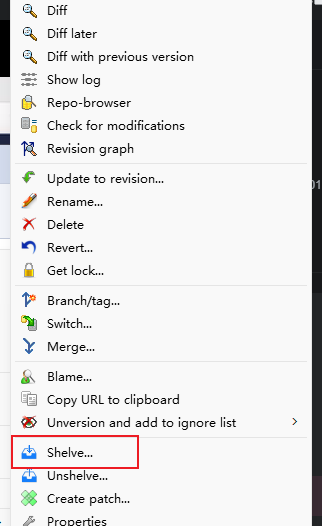 Diff
Diff later
Diff with previous version
Show log
Repo-browser
Check for modifications
Revision graph
Update to revision...
Rename...
Delete
Revert...
Get lock...
Branch/tag...
Switch...
Merge...
Blame...
Copy URL to clipboard
Unversion and add to ignore list
Shelve...
Unshelve...
Create patch...
Properties